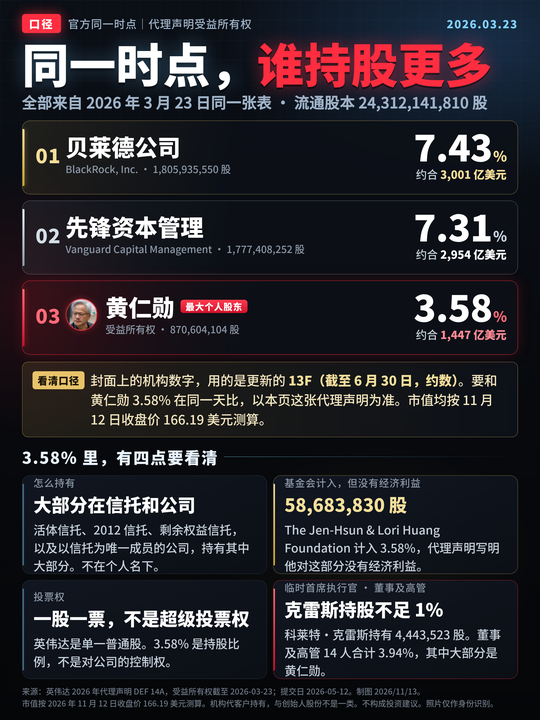 口径 官方同一时点｜代理声明受益所有权 2026.03.23
同一时点，谁持股更多
全部来自 2026 年 3 月 23 日同一张表 · 流通股本 24,312,141,810 股
01 贝莱德公司 7.43%
BlackRock, Inc. · 1,805,935,550 股 约合 3,001 亿美元
02 先锋资本管理 7.31%
Vanguard Capital Management · 1,777,408,252 股 约合 2,954 亿美元
03 黄仁勋 最大个人股东 3.58%
受益所有权 · 870,604,104 股 约合 1,447 亿美元
看清口径 封面上的机构数字，用的是更新的 13F（截至 6 月 30 日，约数）。要和
黄仁勋 3.58% 在同一天比，以本页这张代理声明为准。市值均按 11 月
12 日收盘价 166.19 美元测算。
3.58% 里，有四点要看清
怎么持有
大部分在信托和公司
活体信托、2012 信托、剩余权益信托，
以及以信托为唯一成员的公司，持有其中
大部分。不在个人名下。
基金会计入，但没有经济利益
58,683,830 股
The Jen-Hsun & Lori Huang
Foundation 计入 3.58%，代理声明写明
他对这部分没有经济利益。
投票权
一股一票，不是超级投票权
英伟达是单一普通股。3.58% 是持股比
例，不是对公司的控制权。
临时首席执行官 · 董事及高管
克雷斯持股不足 1%
科莱特·克雷斯持有 4,443,523 股。董事
及高管 14 人合计 3.94%，其中大部分是
黄仁勋。
来源：英伟达 2026 年代理声明 DEF 14A，受益所有权截至 2026-03-23；提交日 2026-05-12。制图 2026/11/13。
市值按 2026 年 11 月 12 日收盘价 166.19 美元测算。机构代客户持有，与创始人股份不是一类。不构成投资建议。照片仅作身份识别。